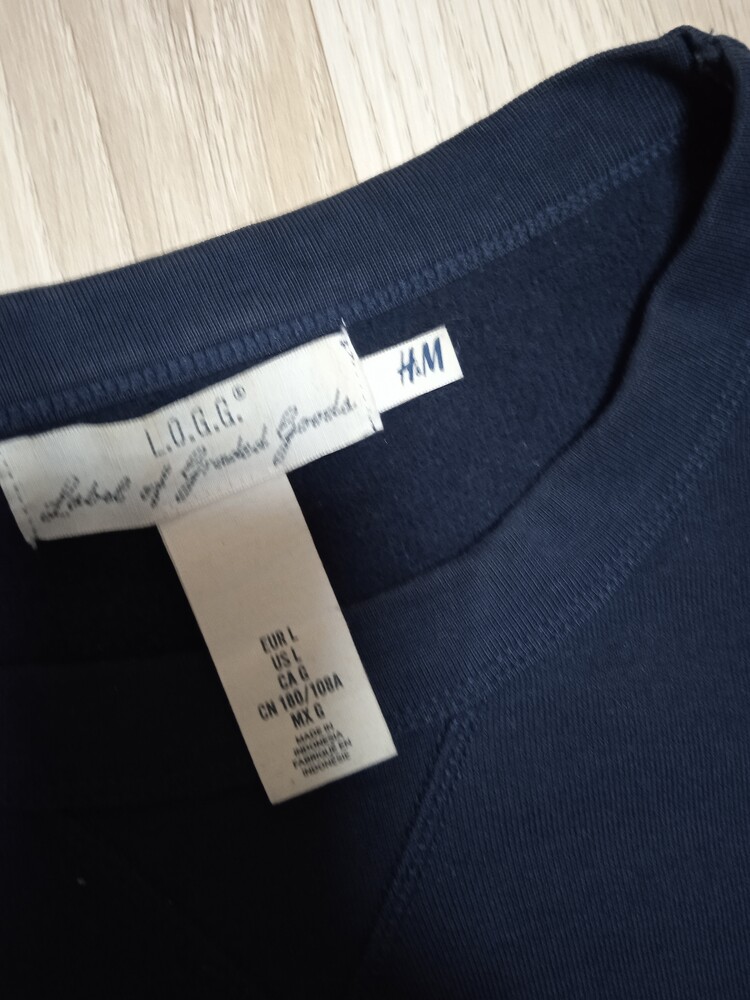 H&M
L.O.G.G.®
Label of Graded Goods
EUR L
US L
CA G
CN 180/108A
MX G
MADE IN
INDONESIA
FABRIQUÉ EN
INDONÉSIE